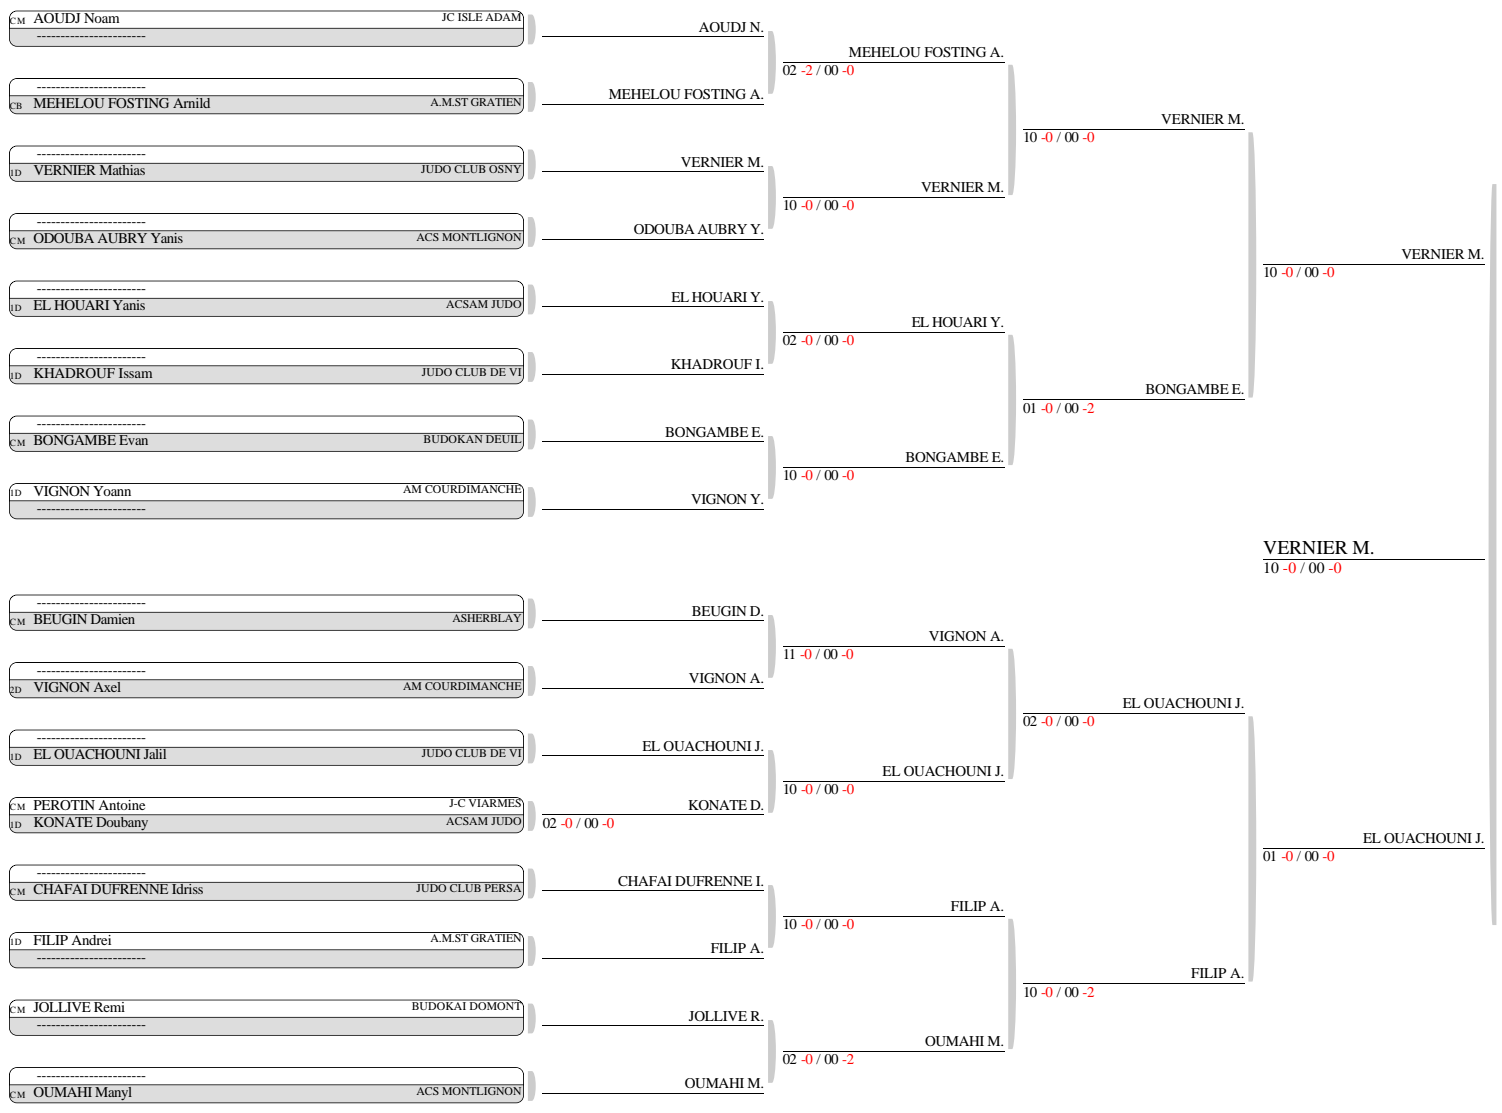 CM AOUDJ Noam JC ISLE ADAM
-----------------------
-----------------------
CB MEHELOU FOSTING Arnild A.M.ST GRATIEN
-----------------------
1D VERNIER Mathias JUDO CLUB OSNY
-----------------------
CM ODOUBA AUBRY Yanis ACS MONTLIGNON
-----------------------
1D EL HOUARI Yanis ACSAM JUDO
-----------------------
1D KHADROUF Issam JUDO CLUB DE VI
-----------------------
CM BONGAMBE Evan BUDOKAN DEUIL
1D VIGNON Yoann AM COURDIMANCHE
-----------------------
-----------------------
CM BEUGIN Damien ASHERBLAY
-----------------------
2D VIGNON Axel AM COURDIMANCHE
-----------------------
1D EL OUACHOUNI Jalil JUDO CLUB DE VI
CM PEROTIN Antoine J-C VIARMES
1D KONATE Doubany ACSAM JUDO
-----------------------
CM CHAFAI DUFRENNE Idriss JUDO CLUB PERSA
1D FILIP Andrei A.M.ST GRATIEN
-----------------------
CM JOLLIVE Remi BUDOKAI DOMONT
-----------------------
-----------------------
CM OUMAHI Manyl ACS MONTLIGNON
AOUDJ N.
MEHELOU FOSTING A.
VERNIER M.
ODOUBA AUBRY Y.
EL HOUARI Y.
KHADROUF I.
BONGAMBE E.
VIGNON Y.
BEUGIN D.
VIGNON A.
EL OUACHOUNI J.
KONATE D.
02 -0 / 00 -0
CHAFAI DUFRENNE I.
FILIP A.
JOLLIVE R.
OUMAHI M.
MEHELOU FOSTING A.
02 -2 / 00 -0
VERNIER M.
10 -0 / 00 -0
EL HOUARI Y.
02 -0 / 00 -0
BONGAMBE E.
10 -0 / 00 -0
VIGNON A.
11 -0 / 00 -0
EL OUACHOUNI J.
10 -0 / 00 -0
FILIP A.
10 -0 / 00 -0
OUMAHI M.
02 -0 / 00 -2
VERNIER M.
10 -0 / 00 -0
BONGAMBE E.
01 -0 / 00 -2
EL OUACHOUNI J.
02 -0 / 00 -0
FILIP A.
10 -0 / 00 -2
VERNIER M.
10 -0 / 00 -0
VERNIER M.
10 -0 / 00 -0
EL OUACHOUNI J.
01 -0 / 00 -0